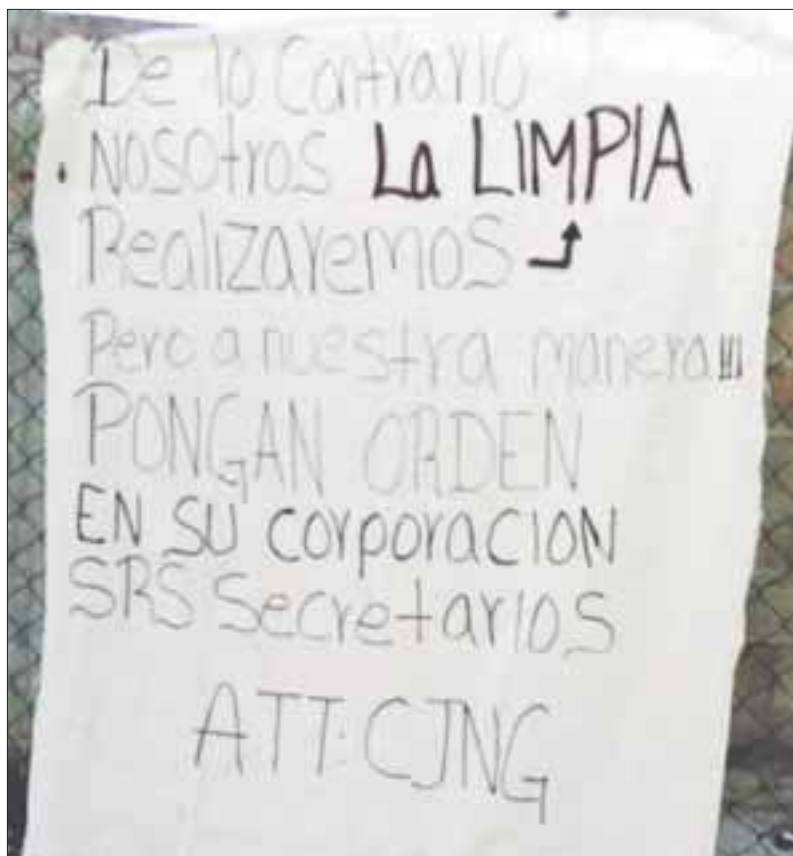 De lo Contrario
Nosotros La LIMPIA
Realizaremos
Pero a nuestra manera!!!
PONGAN ORDEN
EN SU corporacion
SRS Secretarios
ATT: CJNG